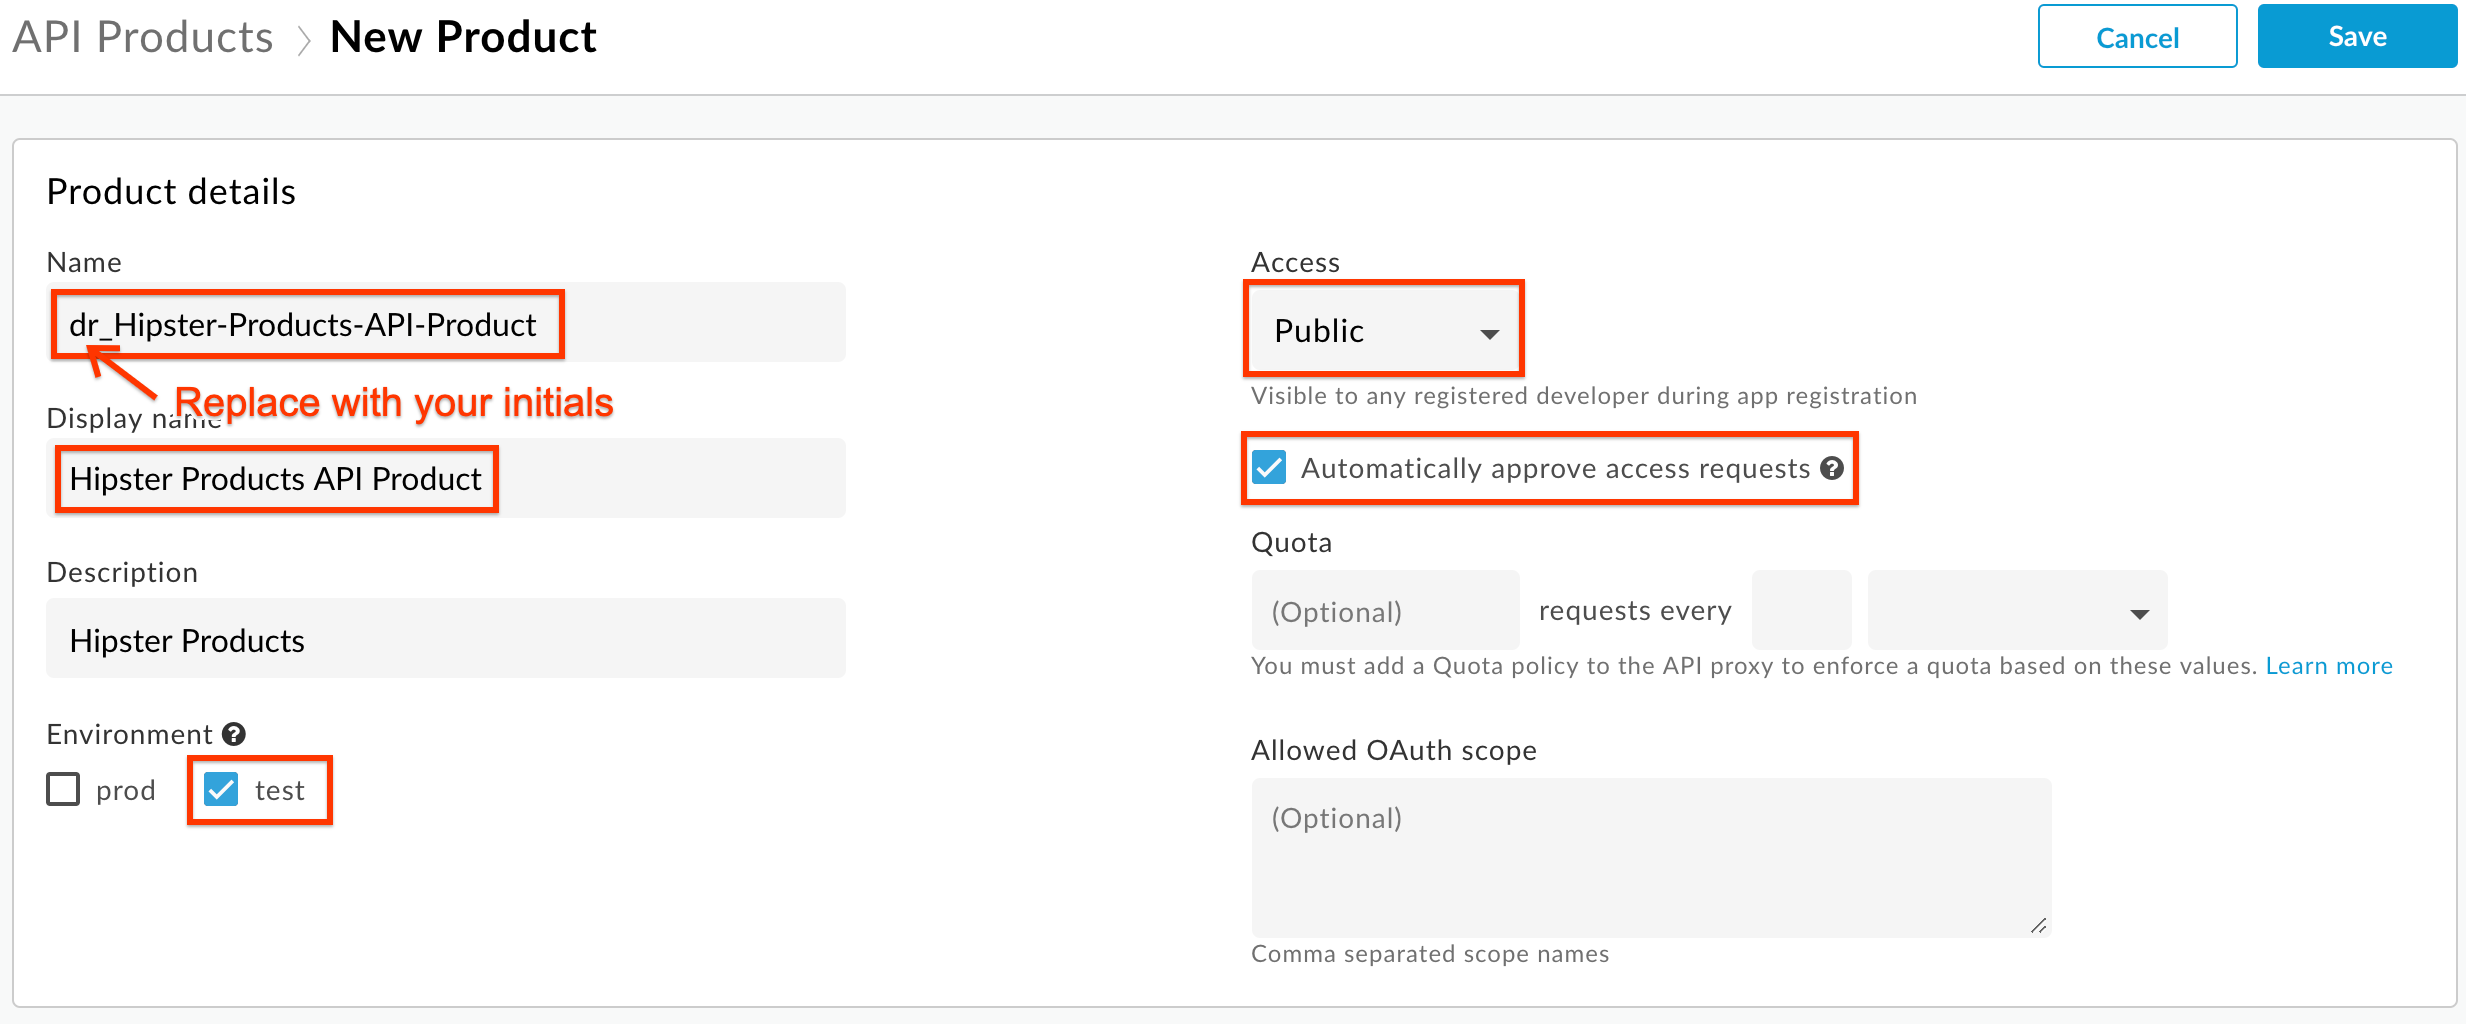 API Products > New Product
Cancel
Save
Product details
Name
dr_Hipster-Products-API-Product
Replace with your initials
Display name
Hipster Products API Product
Description
Hipster Products
Environment ?
prod
test
Access
Public
Visible to any registered developer during app registration
Automatically approve access requests ?
Quota
(Optional) requests every
You must add a Quota policy to the API proxy to enforce a quota based on these values. Learn more
Allowed OAuth scope
(Optional)
Comma separated scope names